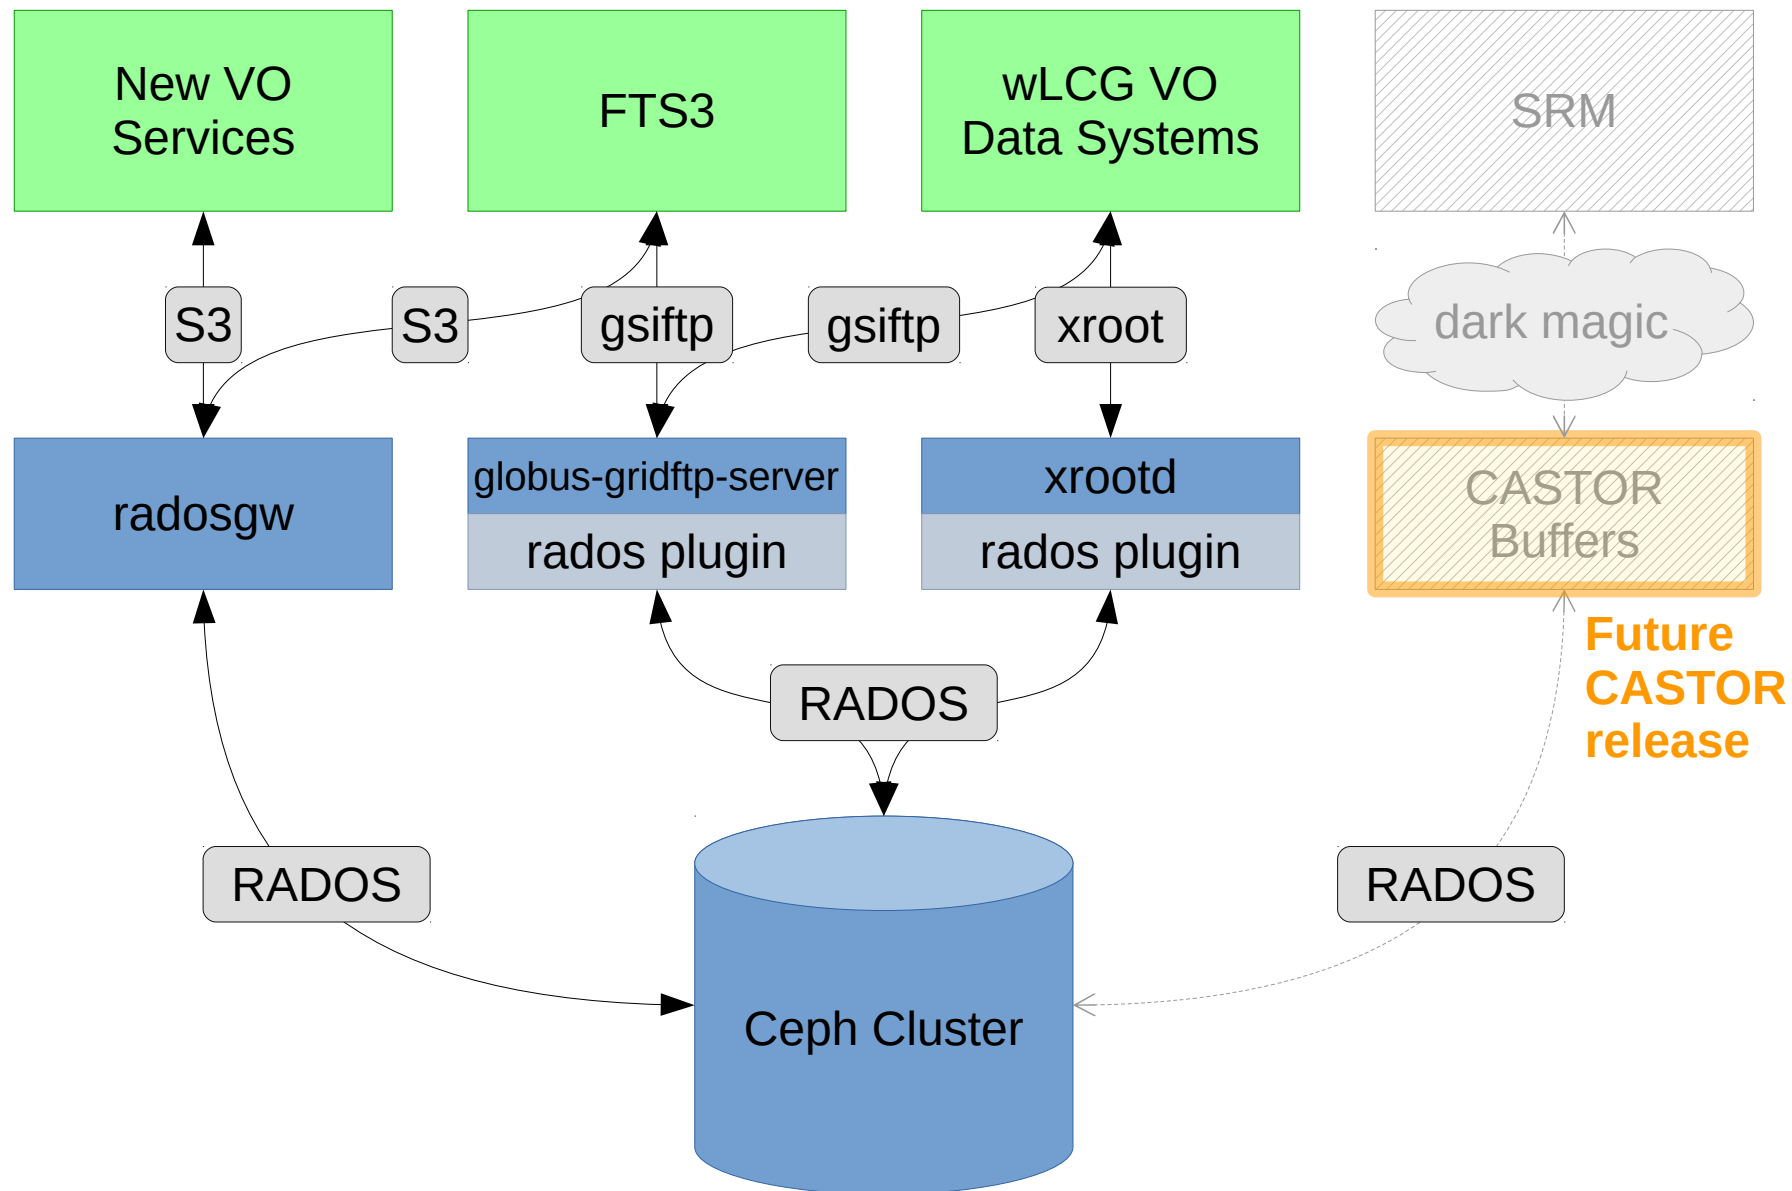 New VO
Services
FTS3
wLCG VO
Data Systems
SRM
S3
S3
gsiftp
gsiftp
xroot
dark magic
radosgw
globus-gridftp-server
rados plugin
xrootd
rados plugin
CASTOR
Buffers
Future
CASTOR
release
RADOS
RADOS
RADOS
Ceph Cluster